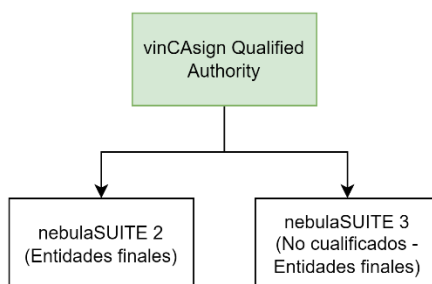 vinCAsign Qualified
Authority
nebulaSUITE 2
(Entidades finales)
nebulaSUITE 3
(No cualificados -
Entidades finales)